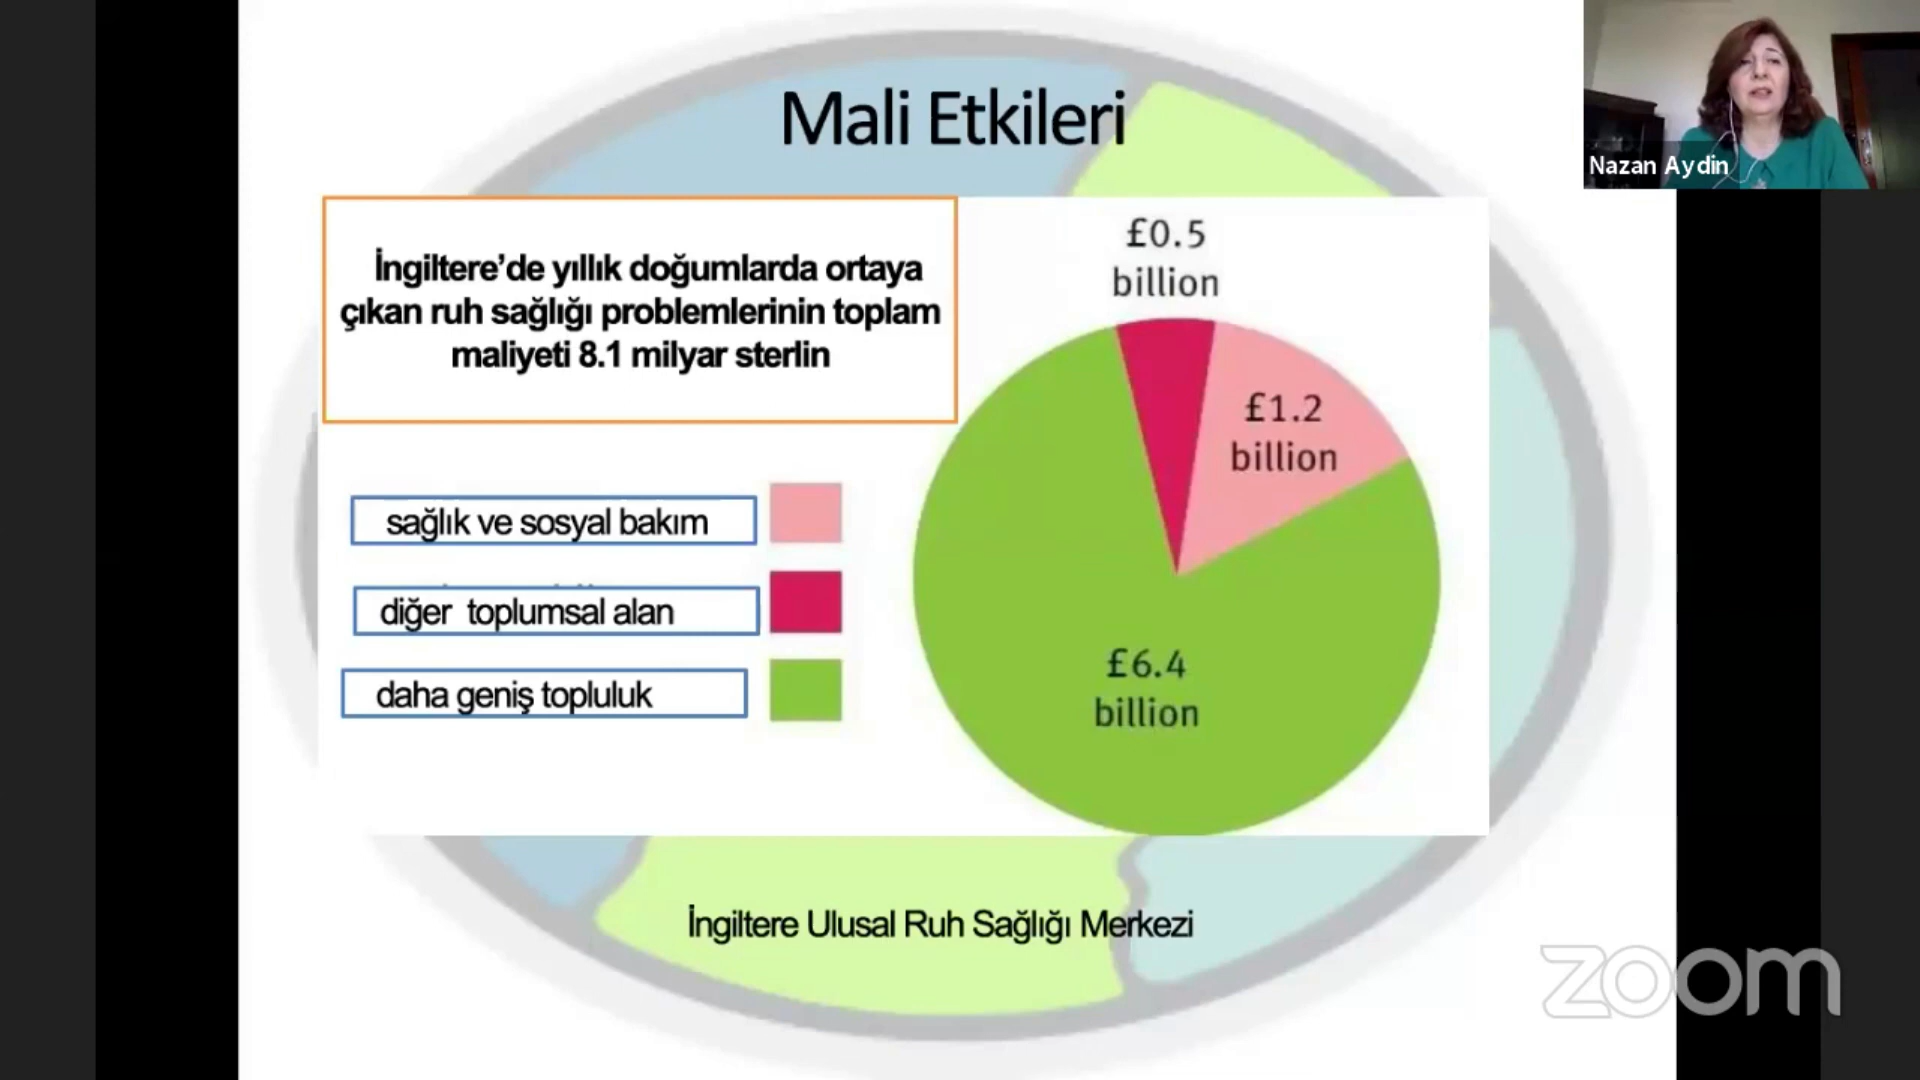 Mali Etkileri
Nazan Aydin
İngiltere’de yıllık doğumlarda ortaya
çıkan ruh sağlığı problemlerinin toplam
maliyeti 8.1 milyar sterlin
£0.5
billion
£1.2
billion
sağlık ve sosyal bakım
diğer toplumsal alan
daha geniş topluluk
£6.4
billion
İngiltere Ulusal Ruh Sağlığı Merkezi
zoom